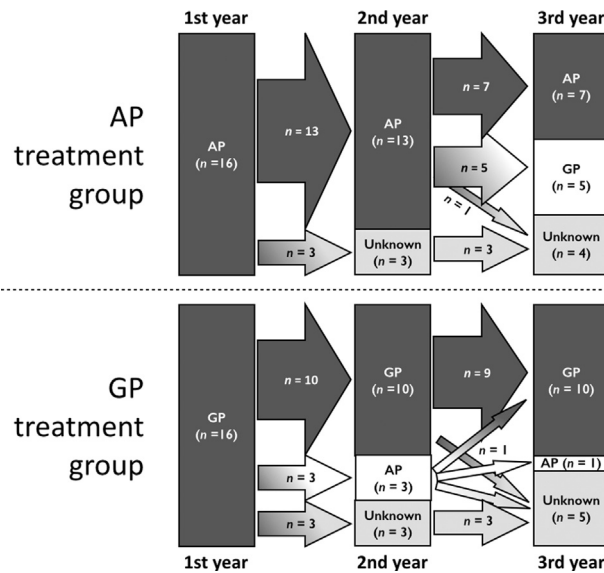 1st year 2nd year 3rd year
AP
treatment
group
AP
(n =16)
n = 13
n = 3
AP
(n =13)
Unknown
(n = 3)
n = 7
n = 5
n = 1
n = 3
AP
(n = 7)
GP
(n = 5)
Unknown
(n = 4)
GP
treatment
group
GP
(n =16)
n = 10
n = 3
n = 3
GP
(n =10)
AP
(n = 3)
Unknown
(n = 3)
n = 9
n = 1
n = 3
GP
(n = 10)
AP (n = 1)
Unknown
(n = 5)
1st year 2nd year 3rd year